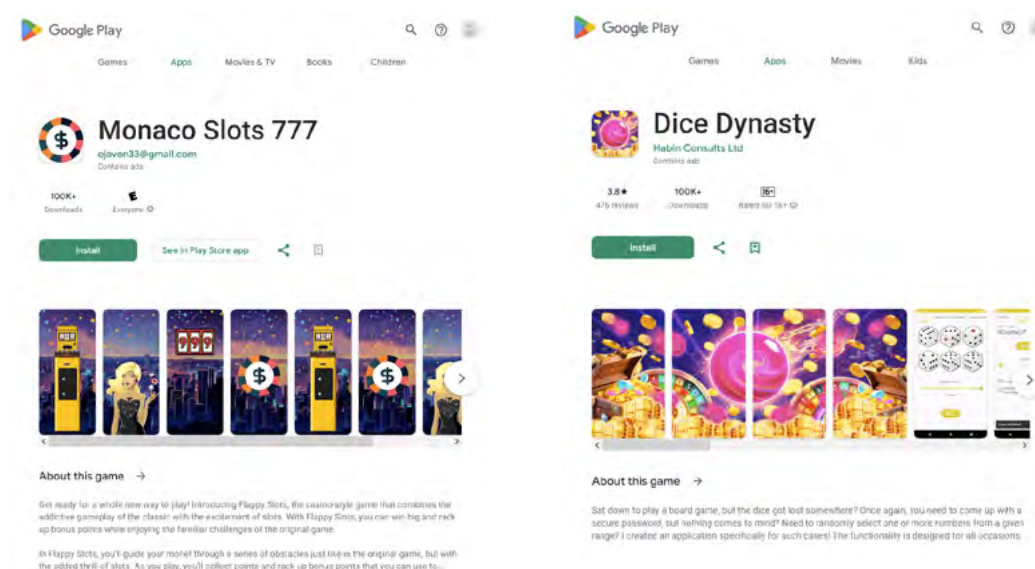 Google Play
Games Apps Movies & TV Books Children
Monaco Slots 777
ojavon33@gmail.com
Contains ads
100K+
Downloads Everyone
Install See in Play Store app
999
$
$
About this game →
Get ready for a whole new way to play! Introducing Flappy Slots, the casino-style game that combines the
addictive gameplay of the classic with the excitement of slots. With Flappy Slots, you can win big and rack
up bonus points while enjoying the familiar challenges of the original game.
In Flappy Slots, you'll guide your monet through a series of obstacles just like in the original game, but with
the added thrill of slots. As you play, you'll collect points and rack up bonus points that you can use to...
Google Play
Games Apps Movies Kids
Dice Dynasty
Habin Consults Ltd
Contains ads
3.8★ 100K+ 16+
476 reviews Downloads Rated for 16+
Install
About this game →
Sat down to play a board game, but the dice got lost somewhere? Once again, you need to come up with a
secure password, but nothing comes to mind? Need to randomly select one or more numbers from a given
range? I created an application specifically for such cases! The functionality is designed for all occasions.